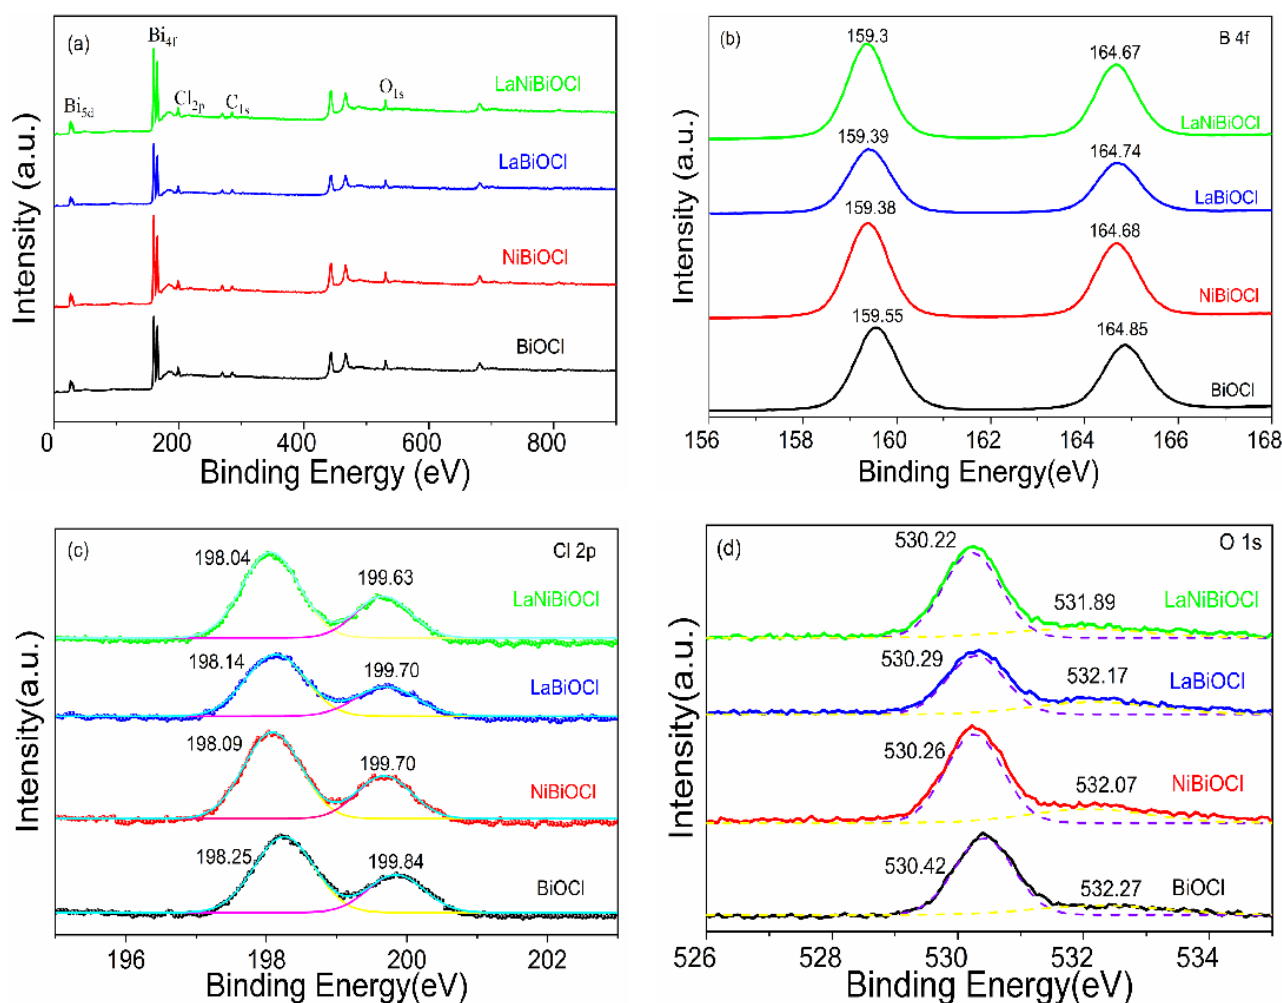 (a)
Bi4f
LaNiBiOCl
Bi5d
Cl2p
C1s
O1s
LaBiOCl
NiBiOCl
BiOCl
Intensity (a.u.)
0 200 400 600 800
Binding Energy (eV)
(b)
B 4f
159.3
164.67
LaNiBiOCl
159.39
164.74
LaBiOCl
159.38
164.68
NiBiOCl
159.55
164.85
BiOCl
Intensity (a.u.)
156 158 160 162 164 166 168
Binding Energy(eV)
(c)
Cl 2p
198.04
199.63
LaNiBiOCl
198.14
199.70
LaBiOCl
198.09
199.70
NiBiOCl
198.25
199.84
BiOCl
Intensity(a.u.)
196 198 200 202
Binding Energy(eV)
(d)
O 1s
530.22
531.89
LaNiBiOCl
530.29
532.17
LaBiOCl
530.26
532.07
NiBiOCl
530.42
532.27
BiOCl
Intensity(a.u.)
526 528 530 532 534
Binding Energy(eV)